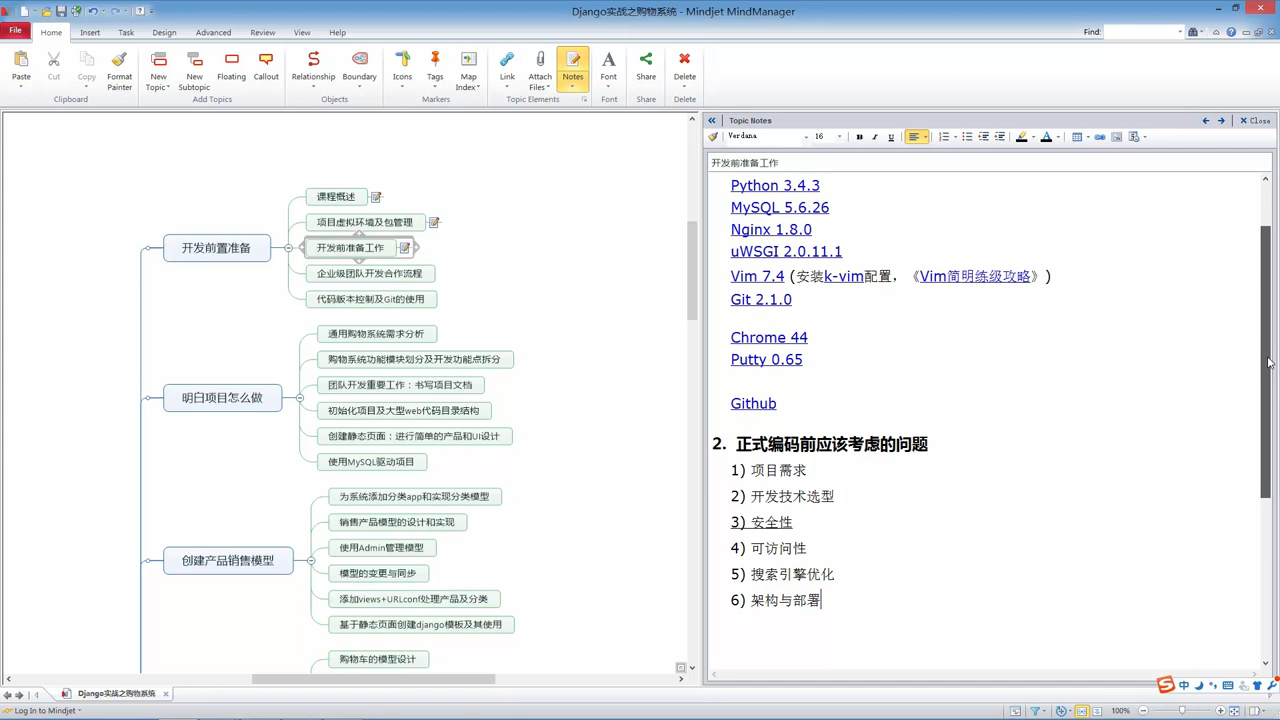 Django实战之购物系统 - Mindjet MindManager
File Home Insert Task Design Advanced Review View Help Find:
Paste Cut Copy Format Painter New Topic New Subtopic Floating Callout Relationship Boundary Icons Tags Map Index Link Attach Files Notes Font Share Delete
Clipboard Add Topics Objects Markers Topic Elements Font Share Delete
课程概述
项目虚拟环境及包管理
开发前置准备
开发前准备工作
企业级团队开发合作流程
代码版本控制及Git的使用
通用购物系统需求分析
购物系统功能模块划分及开发功能点拆分
团队开发重要工作：书写项目文档
明白项目怎么做
初始化项目及大型web代码目录结构
创建静态页面：进行简单的产品和UI设计
使用MySQL驱动项目
为系统添加分类app和实现分类模型
销售产品模型的设计和实现
使用Admin管理模型
创建产品销售模型
模型的变更与同步
添加views+URLconf处理产品及分类
基于静态页面创建django模板及其使用
购物车的模型设计
Topic Notes Close
Verdana 16 B I U
开发前准备工作
Python 3.4.3
MySQL 5.6.26
Nginx 1.8.0
uWSGI 2.0.11.1
Vim 7.4 (安装k-vim配置，《Vim简明练级攻略》)
Git 2.1.0
Chrome 44
Putty 0.65
Github
2. 正式编码前应该考虑的问题
1) 项目需求
2) 开发技术选型
3) 安全性
4) 可访问性
5) 搜索引擎优化
6) 架构与部署
Django实战之购物系统
中
Log In to Mindjet 100%